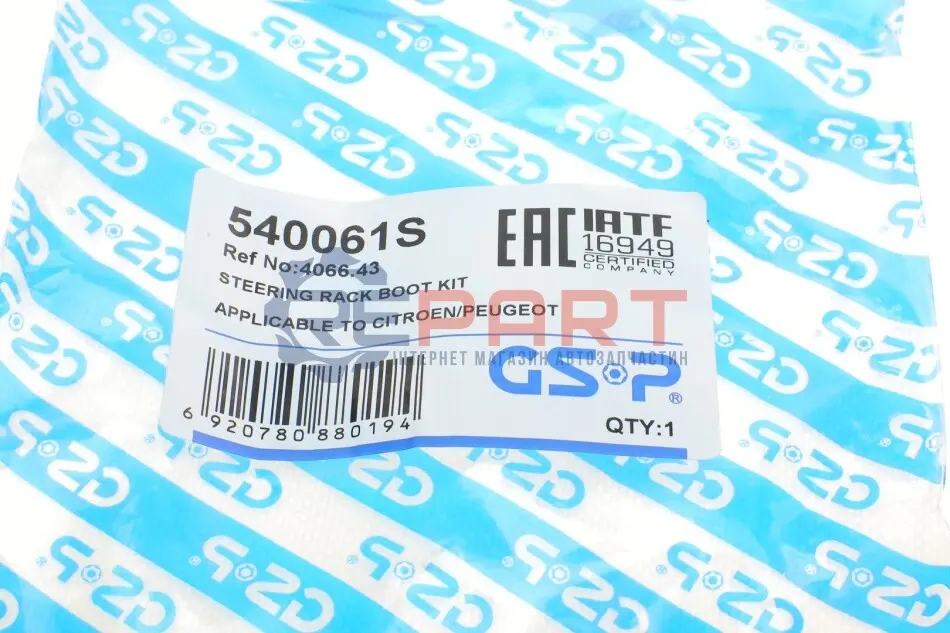 540061S
Ref No:4066.43
STEERING RACK BOOT KIT
APPLICABLE TO CITROEN/PEUGEOT
EAC
IATF
16949
CERTIFIED
COMPANY
REPART
ІНТЕРНЕТ МАГАЗИН АВТОЗАПЧАСТИН
GSP®
6 920780 880194
QTY:1